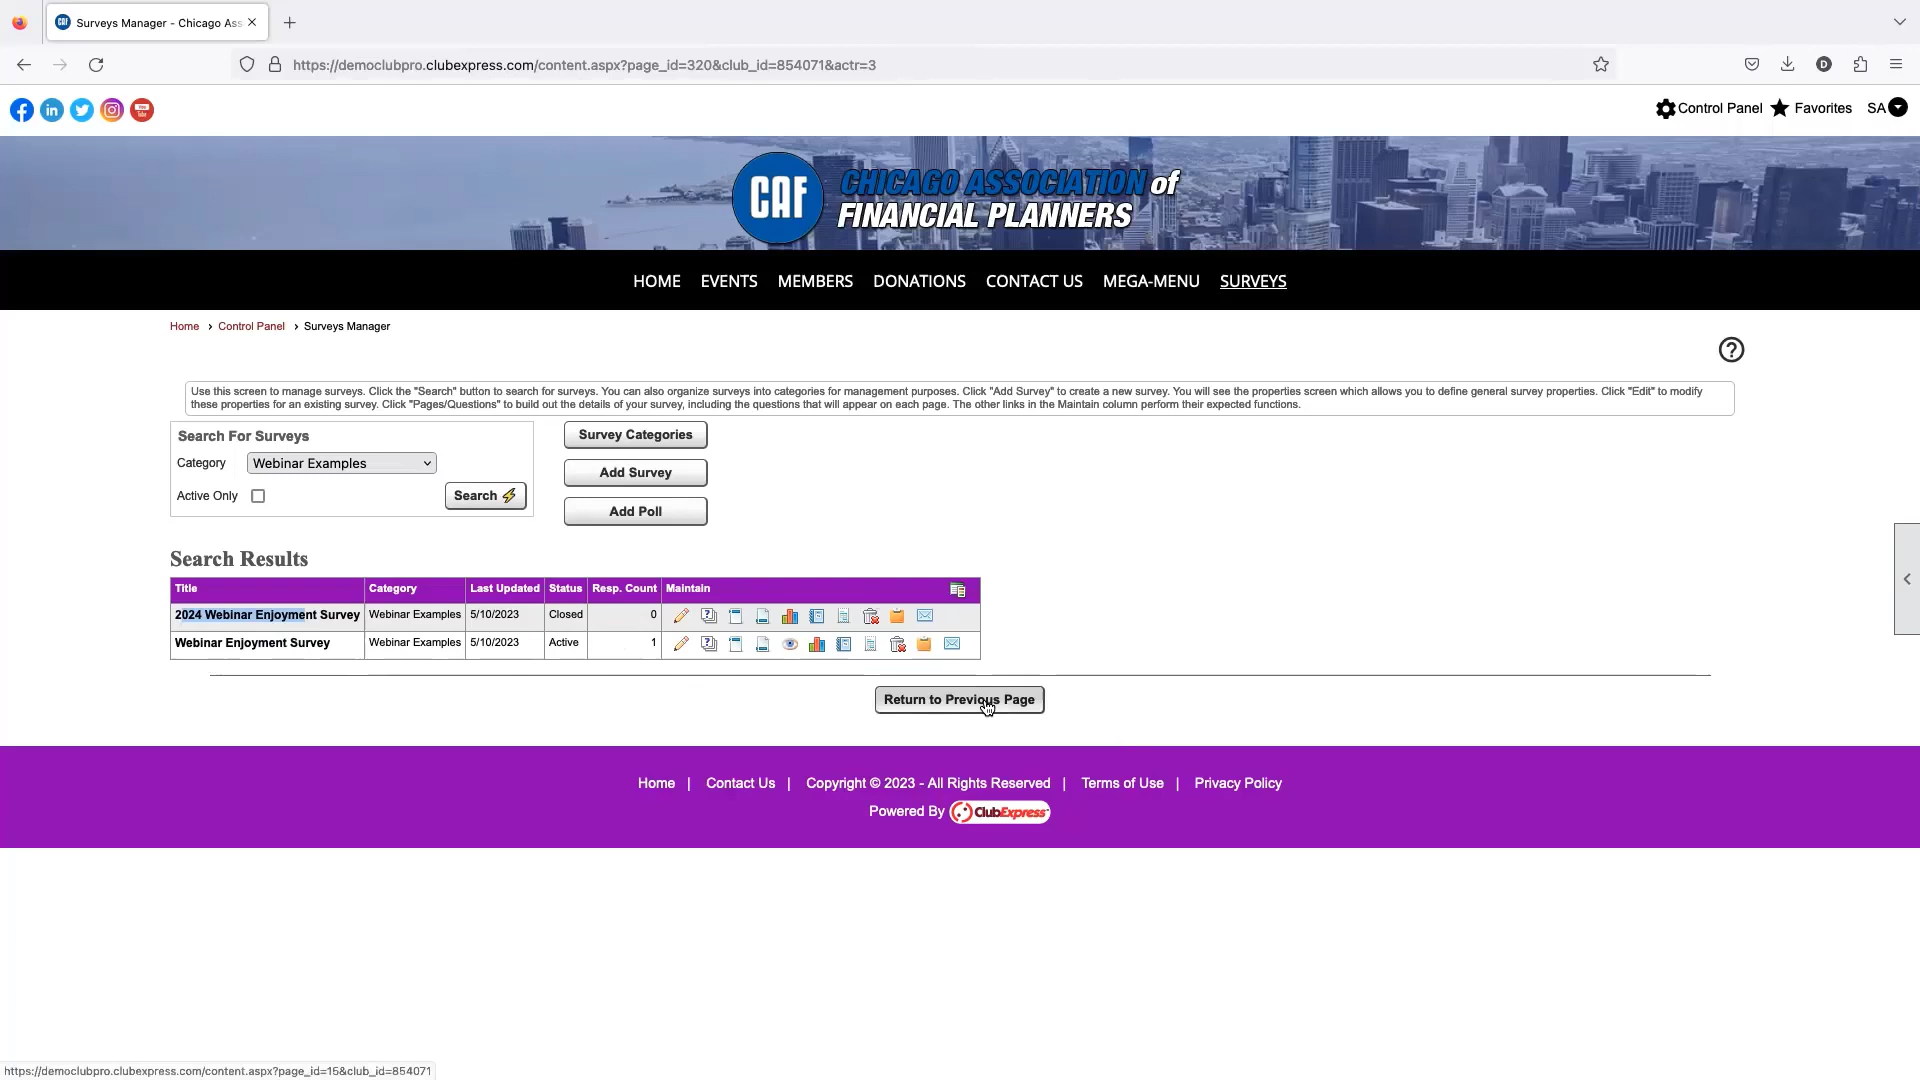 Surveys Manager - Chicago Ass
https://democlubpro.clubexpress.com/content.aspx?page_id=320&club_id=854071&actr=3
D
in
You Tube
Control Panel Favorites SA
CAF CHICAGO ASSOCIATION of
FINANCIAL PLANNERS
HOME EVENTS MEMBERS DONATIONS CONTACT US MEGA-MENU SURVEYS
Home › Control Panel › Surveys Manager
?
Use this screen to manage surveys. Click the "Search" button to search for surveys. You can also organize surveys into categories for management purposes. Click "Add Survey" to create a new survey. You will see the properties screen which allows you to define general survey properties. Click "Edit" to modify
these properties for an existing survey. Click "Pages/Questions" to build out the details of your survey, including the questions that will appear on each page. The other links in the Maintain column perform their expected functions.
Search For Surveys
Category Webinar Examples
Active Only Search
Survey Categories
Add Survey
Add Poll
Search Results
Title Category Last Updated Status Resp. Count Maintain
2024 Webinar Enjoyment Survey Webinar Examples 5/10/2023 Closed 0
Webinar Enjoyment Survey Webinar Examples 5/10/2023 Active 1
Return to Previous Page
Home | Contact Us | Copyright © 2023 - All Rights Reserved | Terms of Use | Privacy Policy
Powered By ClubExpress
https://democlubpro.clubexpress.com/content.aspx?page_id=15&club_id=854071